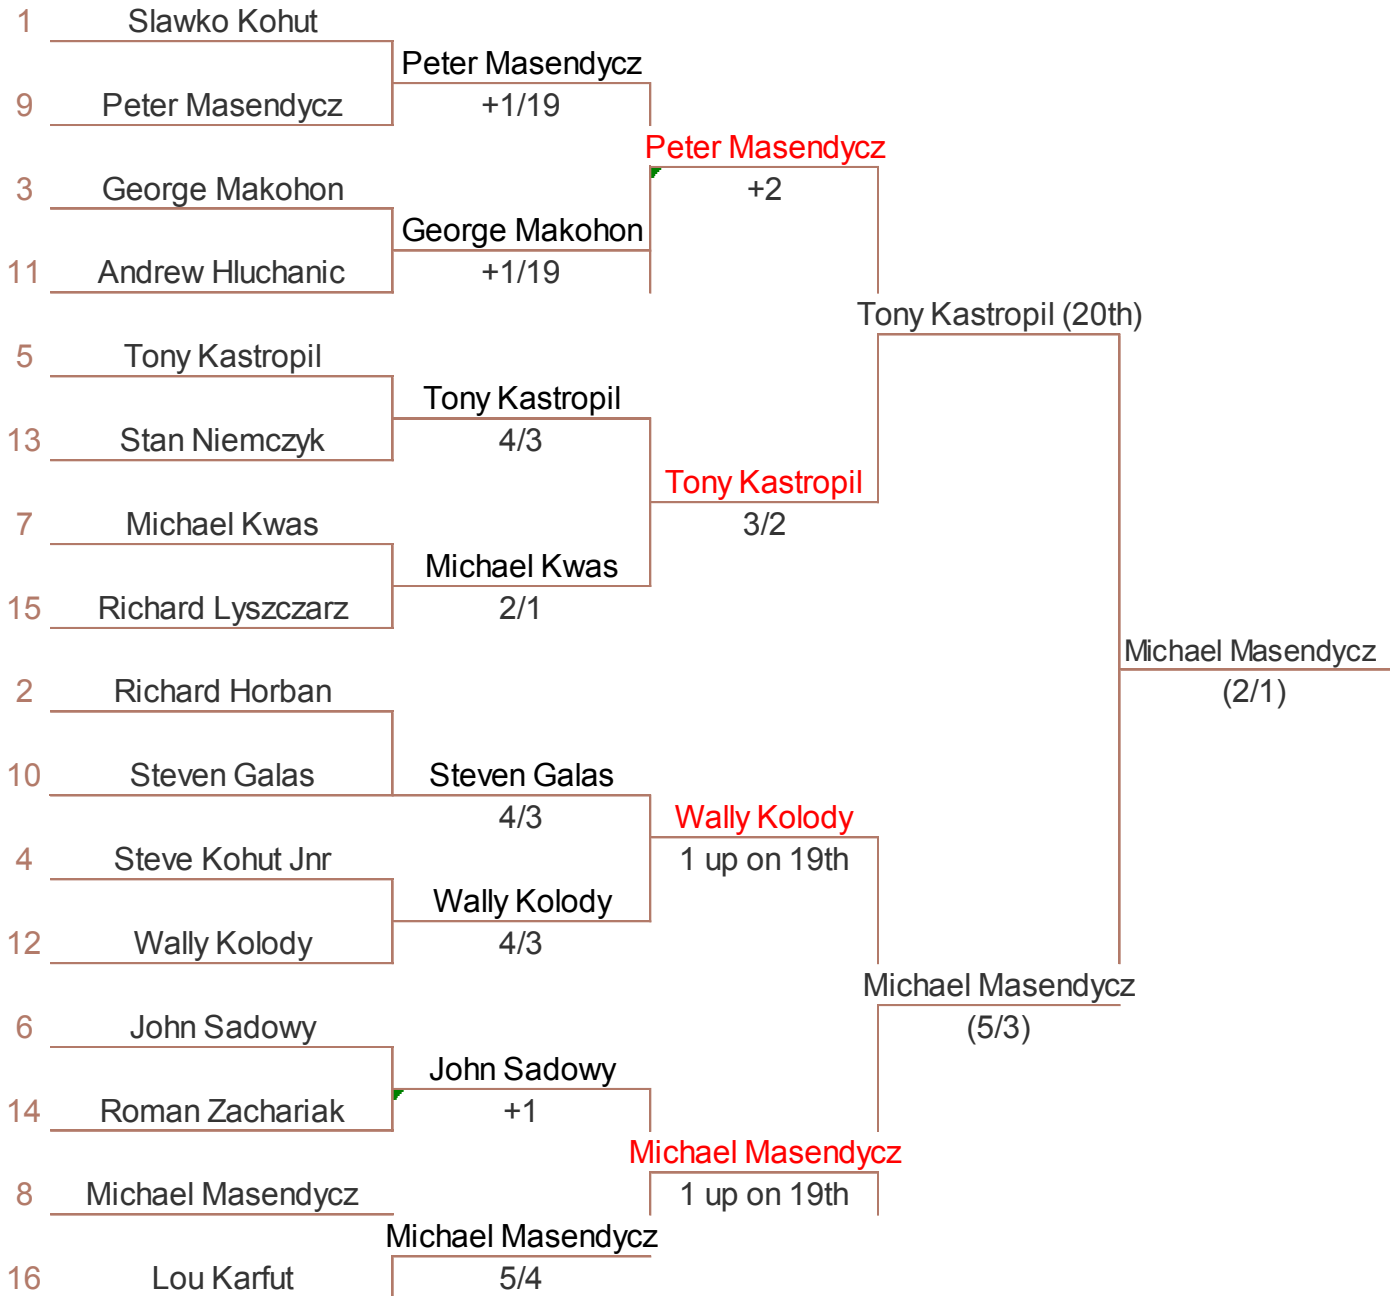 1 Slawko Kohut
Peter Masendycz
9 Peter Masendycz +1/19
Peter Masendycz
3 George Makohon +2
George Makohon
11 Andrew Hluchanic +1/19
Tony Kastropil (20th)
5 Tony Kastropil
Tony Kastropil
13 Stan Niemczyk 4/3
Tony Kastropil
7 Michael Kwas 3/2
Michael Kwas
15 Richard Lyszczarz 2/1
Michael Masendycz
2 Richard Horban (2/1)
10 Steven Galas Steven Galas
4/3 Wally Kolody
4 Steve Kohut Jnr 1 up on 19th
Wally Kolody
12 Wally Kolody 4/3
Michael Masendycz
6 John Sadowy (5/3)
John Sadowy
14 Roman Zachariak +1
Michael Masendycz
8 Michael Masendycz 1 up on 19th
Michael Masendycz
16 Lou Karfut 5/4